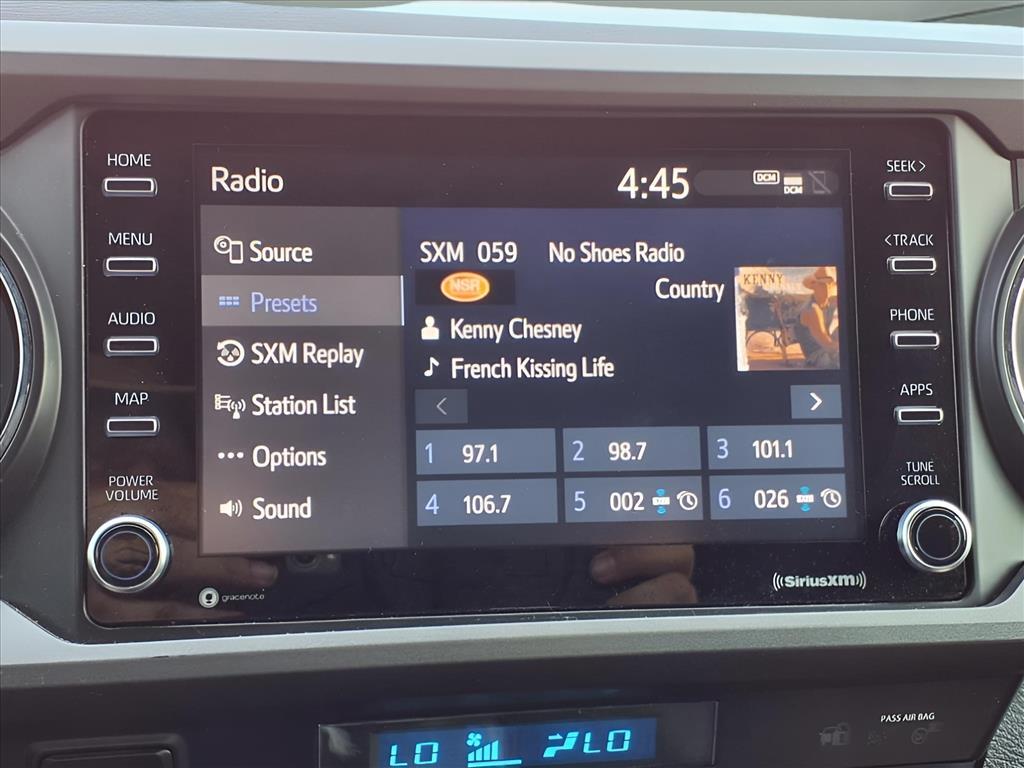 HOME
MENU
AUDIO
MAP
POWER
VOLUME
Radio
4:45
DCM
DCM
Source
Presets
SXM Replay
Station List
Options
Sound
SXM 059 No Shoes Radio
NSR
Country
Kenny Chesney
French Kissing Life
KENNY
<
>
1 97.1
2 98.7
3 101.1
4 106.7
5 002
6 026
SEEK >
< TRACK
PHONE
APPS
TUNE
SCROLL
gracenote
((SiriusXM))
LO
LO
PASS AIR BAG